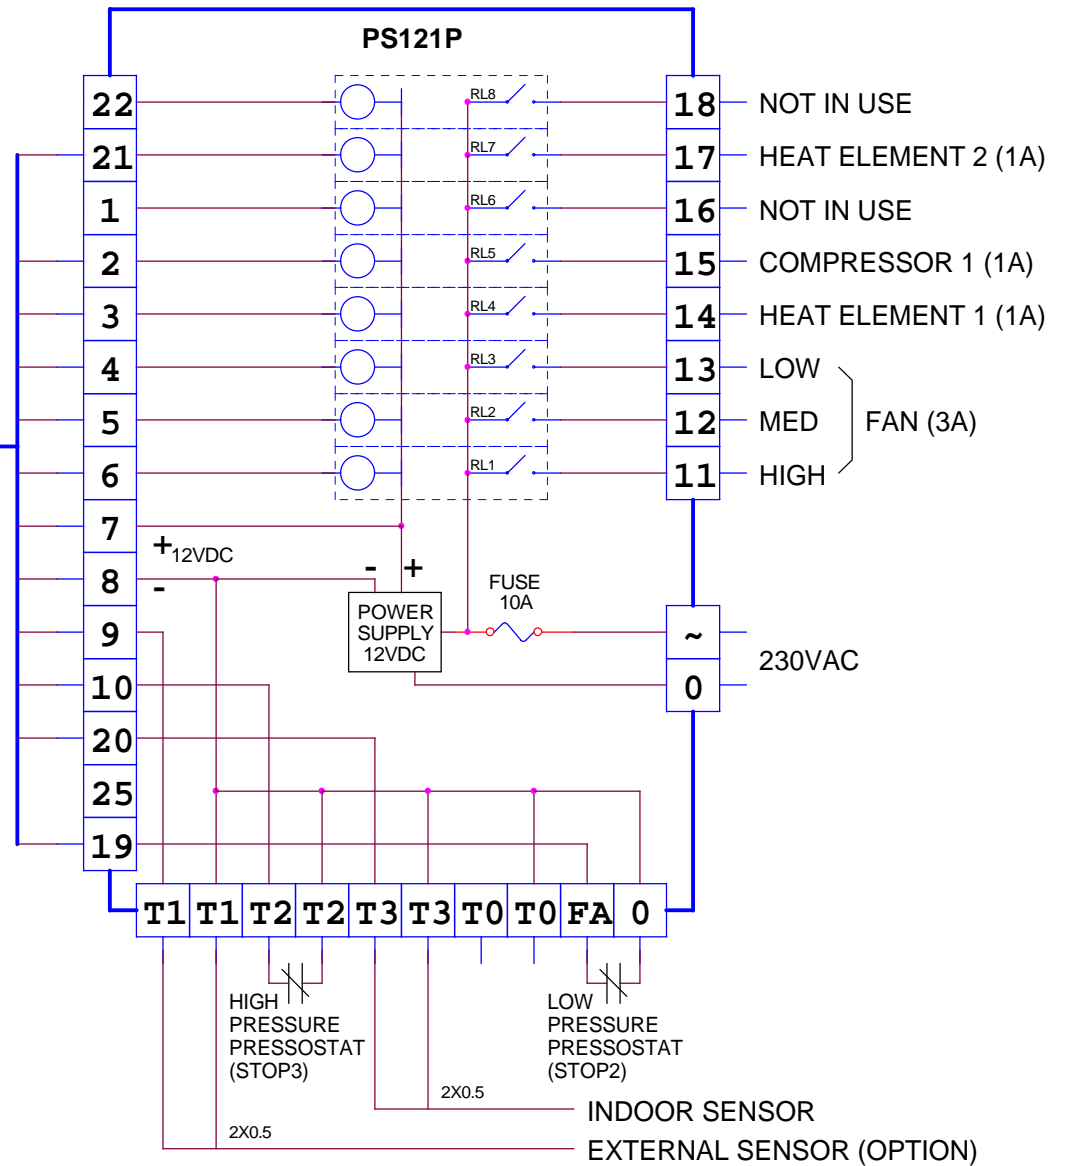 PS121P
22 RL8 18 NOT IN USE
21 RL7 17 HEAT ELEMENT 2 (1A)
1 RL6 16 NOT IN USE
2 RL5 15 COMPRESSOR 1 (1A)
3 RL4 14 HEAT ELEMENT 1 (1A)
4 RL3 13 LOW
5 RL2 12 MED FAN (3A)
6 RL1 11 HIGH
7
+ 12VDC
8 - - +
FUSE
10A
POWER
SUPPLY
12VDC
9 ~
230VAC
10 0
20
25
19
T1 T1 T2 T2 T3 T3 T0 T0 FA 0
HIGH
PRESSURE
PRESSOSTAT
(STOP3)
LOW
PRESSURE
PRESSOSTAT
(STOP2)
2X0.5 INDOOR SENSOR
2X0.5 EXTERNAL SENSOR (OPTION)